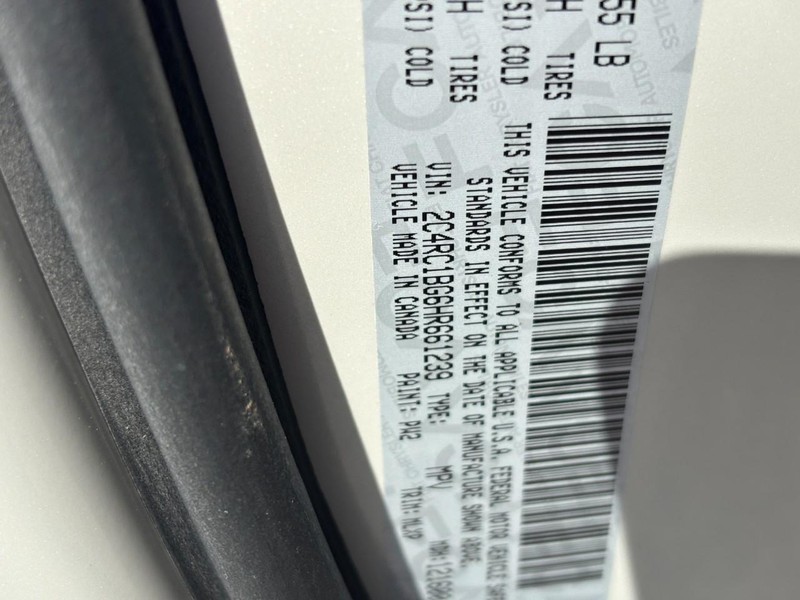 55 LB
H TIRES
SI) COLD
H TIRES
SI) COLD
THIS VEHICLE CONFORMS TO ALL APPLICABLE U.S.A. FEDERAL MOTOR VEHICLE
STANDARDS IN EFFECT ON THE DATE OF MANUFACTURE SHOWN ABOVE.
VIN: 2C4RC1BG6HR661239 TYPE: MPV
VEHICLE MADE IN CANADA PAINT: PW2 TRIM: